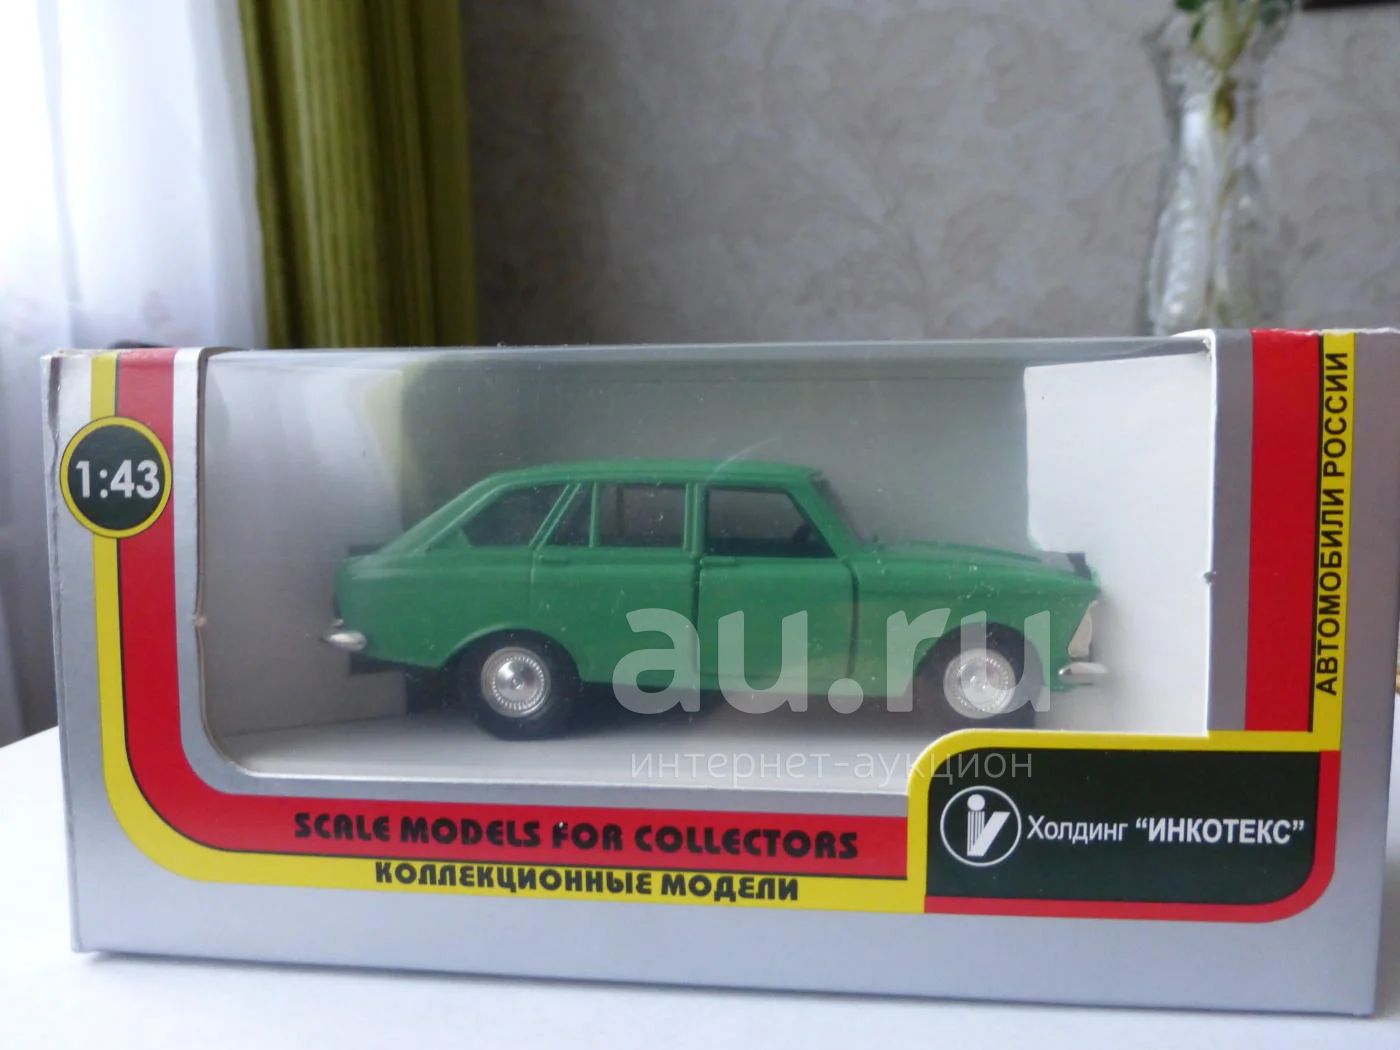 1:43
АВТОМОБИЛИ РОССИИ
au.ru
интернет-аукцион
Холдинг "ИНКОТЕКС"
SCALE MODELS FOR COLLECTORS
КОЛЛЕКЦИОННЫЕ МОДЕЛИ